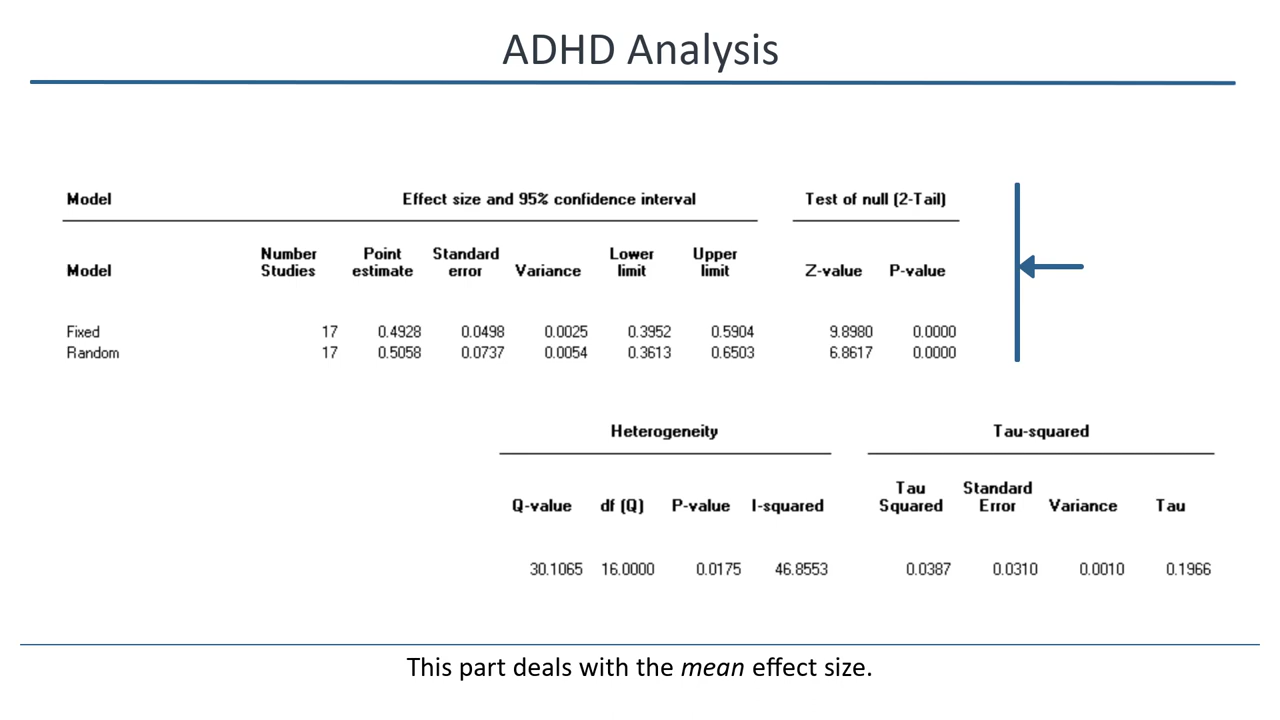 ADHD Analysis
Model Effect size and 95% confidence interval Test of null (2-Tail)
Number Point Standard Lower Upper
Model Studies estimate error Variance limit limit Z-value P-value
Fixed 17 0.4928 0.0498 0.0025 0.3952 0.5904 9.8980 0.0000
Random 17 0.5058 0.0737 0.0054 0.3613 0.6503 6.8617 0.0000
Heterogeneity Tau-squared
Tau Standard
Q-value df (Q) P-value I-squared Squared Error Variance Tau
30.1065 16.0000 0.0175 46.8553 0.0387 0.0310 0.0010 0.1966
This part deals with the mean effect size.